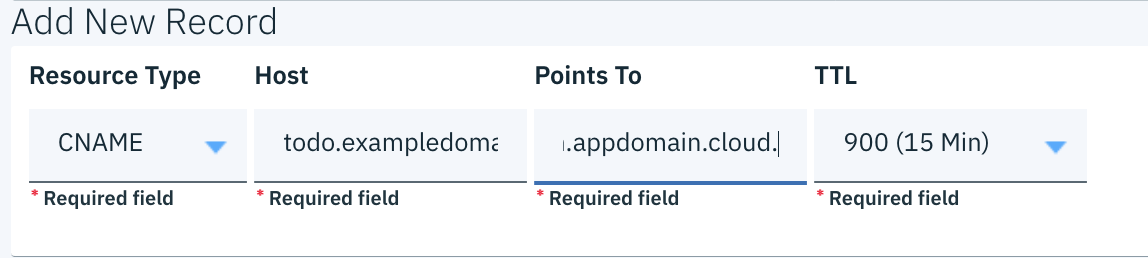 Add New Record
Resource Type Host Points To TTL
CNAME todo.exampledoma .appdomain.cloud. 900 (15 Min)
* Required field * Required field * Required field * Required field